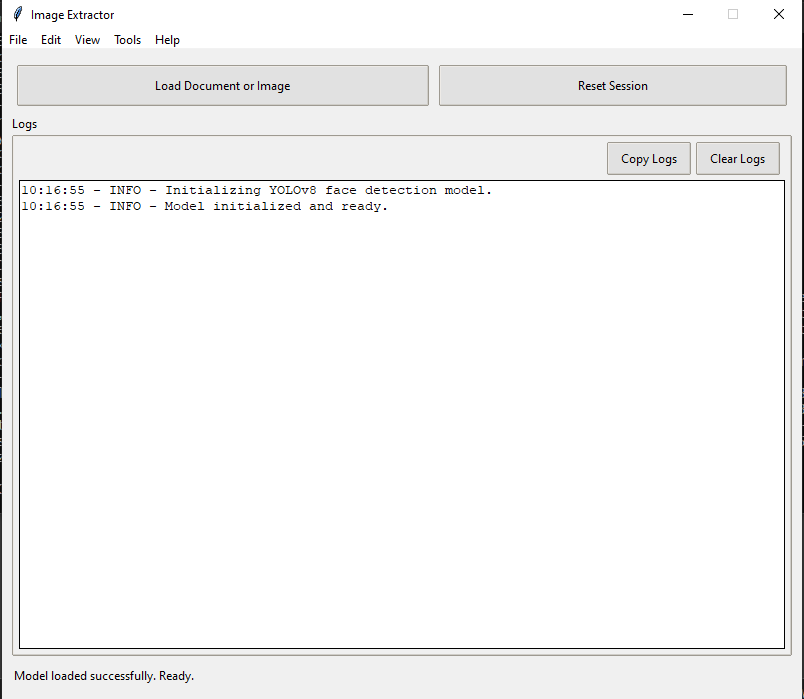 Image Extractor
File Edit View Tools Help
Load Document or Image Reset Session
Logs
Copy Logs Clear Logs
10:16:55 - INFO - Initializing YOLOv8 face detection model.
10:16:55 - INFO - Model initialized and ready.
Model loaded successfully. Ready.